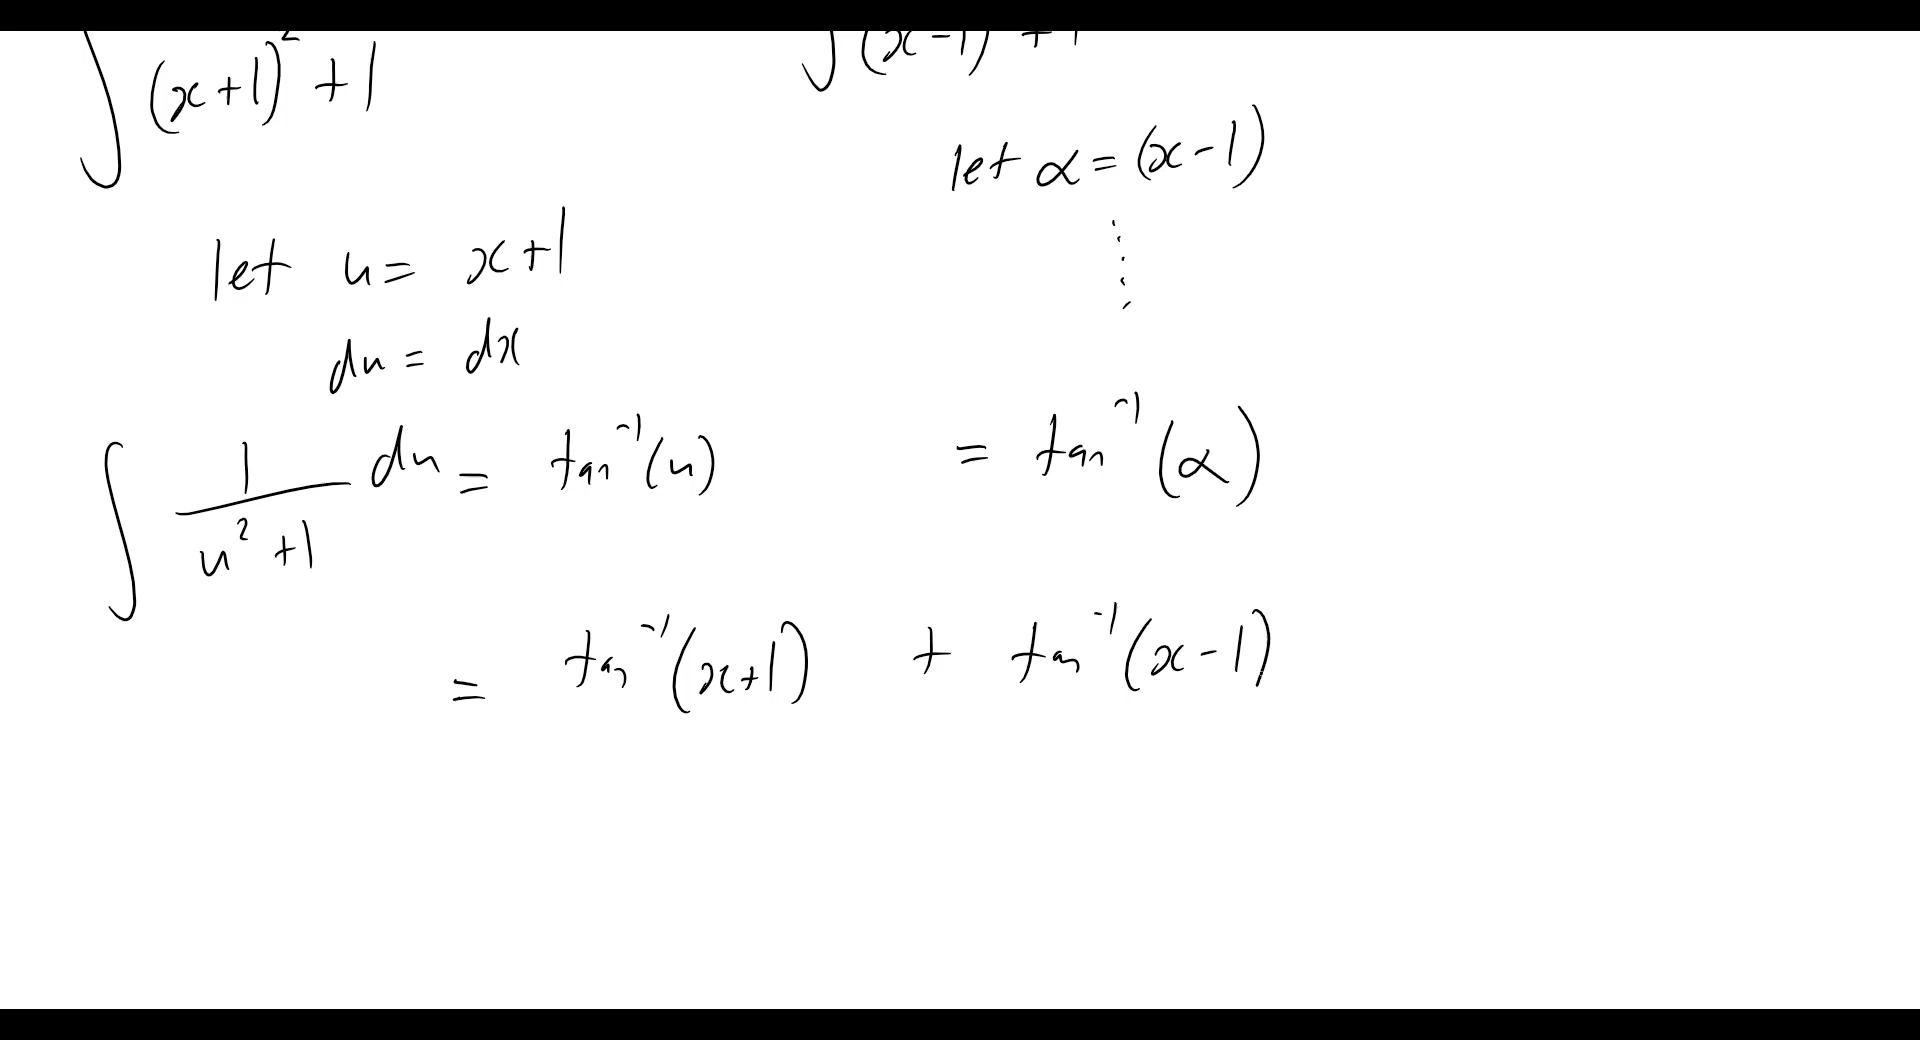 ∫ (x+1)² + 1 ∫ (x-1) + 1
let α = (x-1)
let u = x+1
du = dx
∫ 1/(u²+1) du = tan⁻¹(u) = tan⁻¹(α)
= tan⁻¹(x+1) + tan⁻¹(x-1)